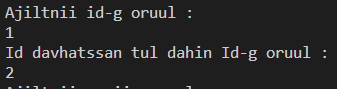 Ajiltnii id-g oruul :
1
Id davhatssan tul dahin Id-g oruul :
2